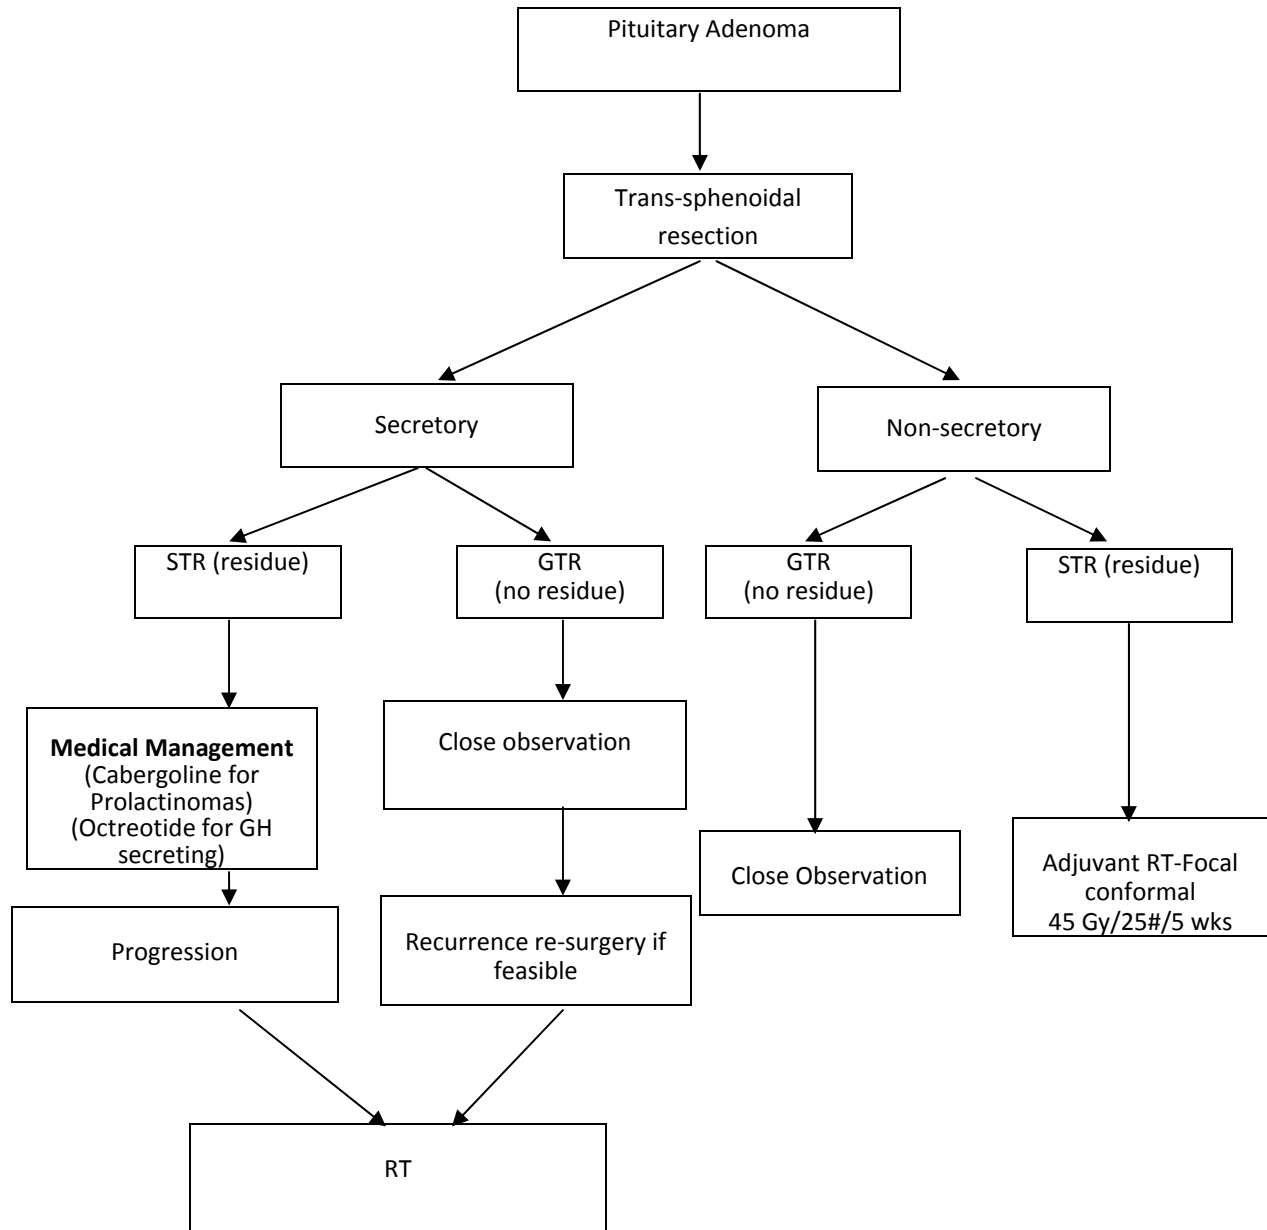 Pituitary Adenoma
Trans-sphenoidal
resection
Secretory
Non-secretory
STR (residue)
GTR
(no residue)
GTR
(no residue)
STR (residue)
Medical Management
(Cabergoline for
Prolactinomas)
(Octreotide for GH
secreting)
Close observation
Close Observation
Adjuvant RT-Focal
conformal
45 Gy/25#/5 wks
Progression
Recurrence re-surgery if
feasible
RT